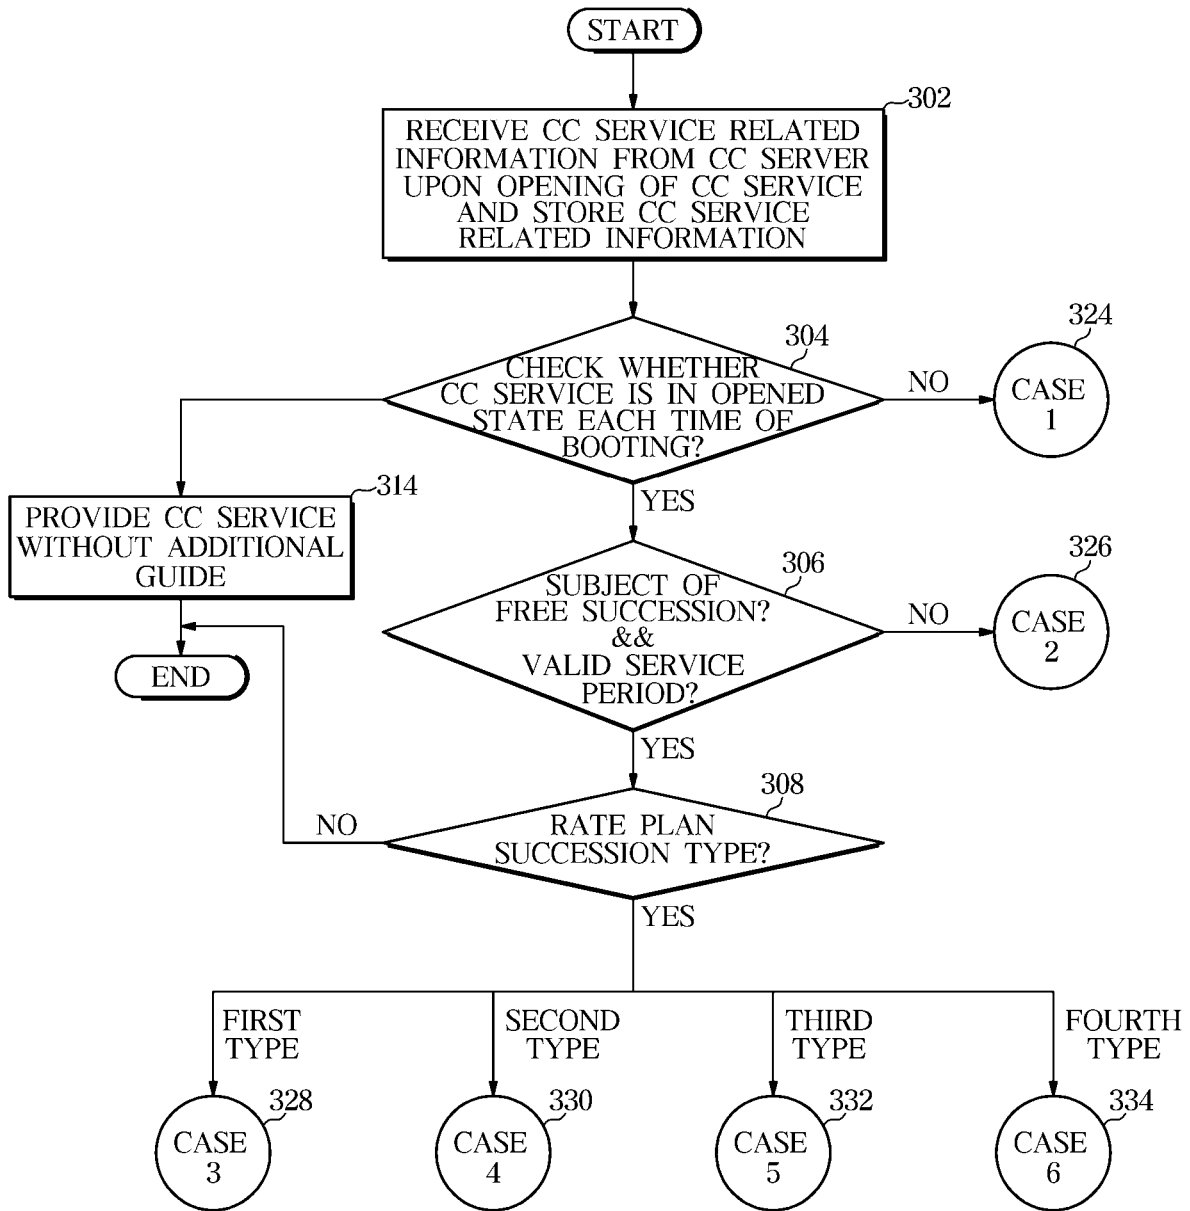 START
302
RECEIVE CC SERVICE RELATED
INFORMATION FROM CC SERVER
UPON OPENING OF CC SERVICE
AND STORE CC SERVICE
RELATED INFORMATION
304
CHECK WHETHER
CC SERVICE IS IN OPENED
STATE EACH TIME OF
BOOTING?
NO
324
CASE
1
YES
314
PROVIDE CC SERVICE
WITHOUT ADDITIONAL
GUIDE
END
306
SUBJECT OF
FREE SUCCESSION?
&&
VALID SERVICE
PERIOD?
NO
326
CASE
2
YES
308
RATE PLAN
SUCCESSION TYPE?
NO
YES
FIRST
TYPE
SECOND
TYPE
THIRD
TYPE
FOURTH
TYPE
328
CASE
3
330
CASE
4
332
CASE
5
334
CASE
6